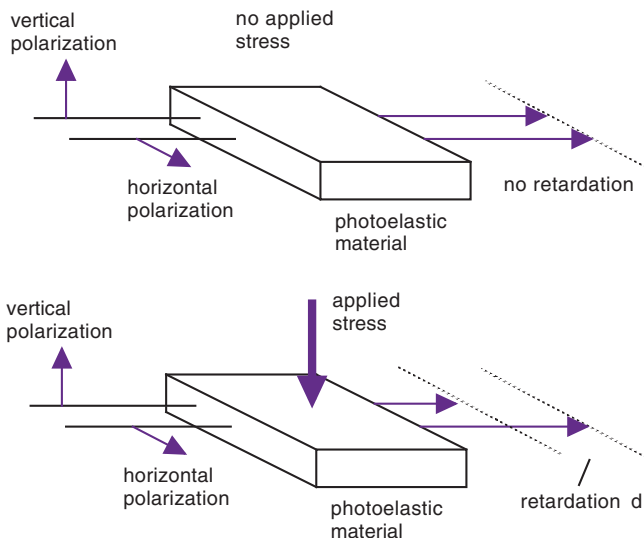 vertical
polarization
no applied
stress
horizontal
polarization
photoelastic
material
no retardation
vertical
polarization
applied
stress
horizontal
polarization
photoelastic
material
retardation d